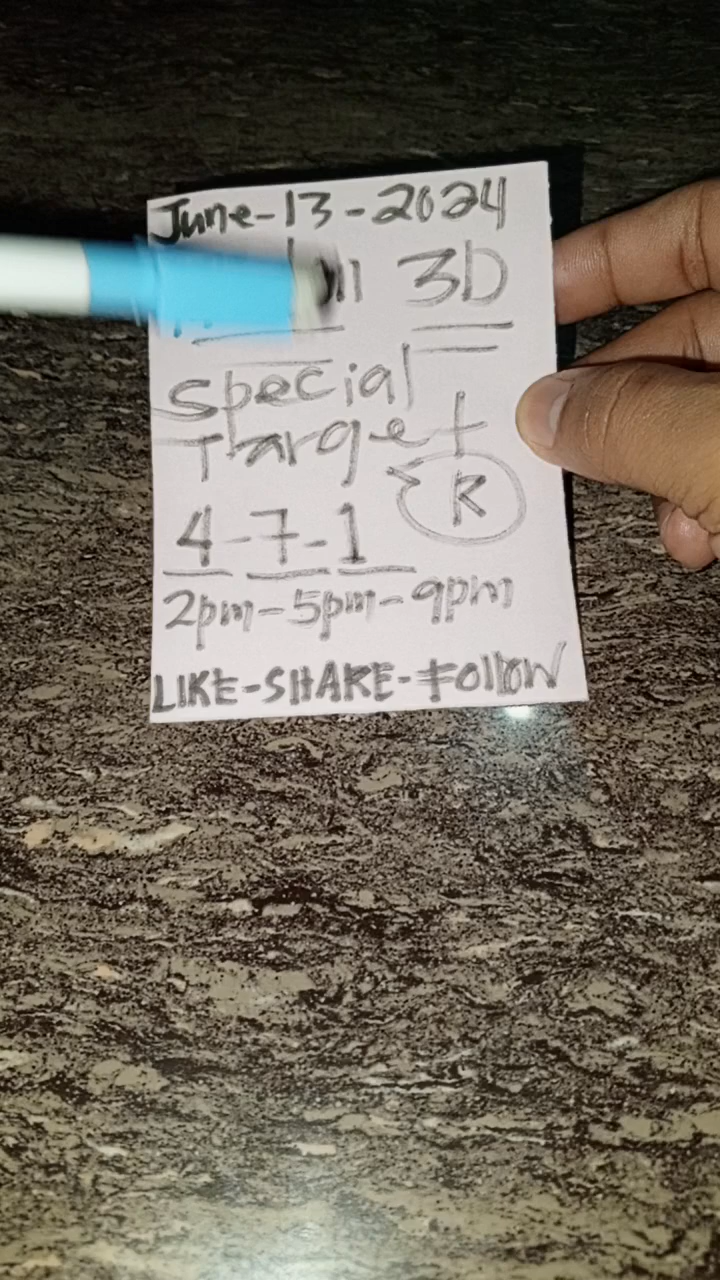 June-13-2024
3D
Special
Target
R
4-7-1
2pm-5pm-9pm
LIKE-SHARE-Follow